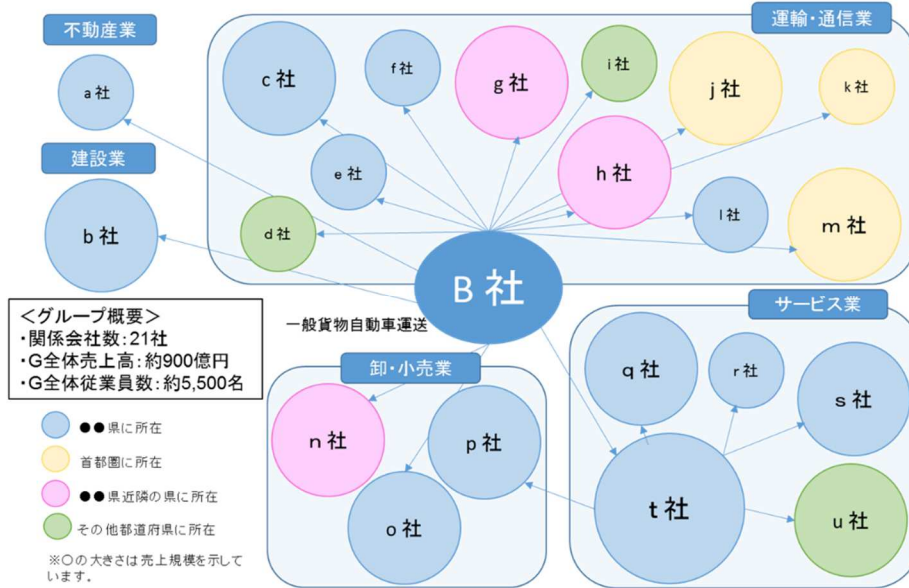 不動産業
a 社
建設業
b 社
運輸・通信業
c 社
f 社
g 社
i 社
j 社
k 社
e 社
h 社
d 社
l 社
m 社
B 社
一般貨物自動車運送
<グループ概要>
・関係会社数:21社
・G全体売上高:約900億円
・G全体従業員数:約5,500名
●●県に所在
首都圏に所在
●●県近隣の県に所在
その他都道府県に所在
※○の大きさは売上規模を示して
います。
卸・小売業
n 社
p 社
o 社
サービス業
q 社
r 社
s 社
t 社
u 社